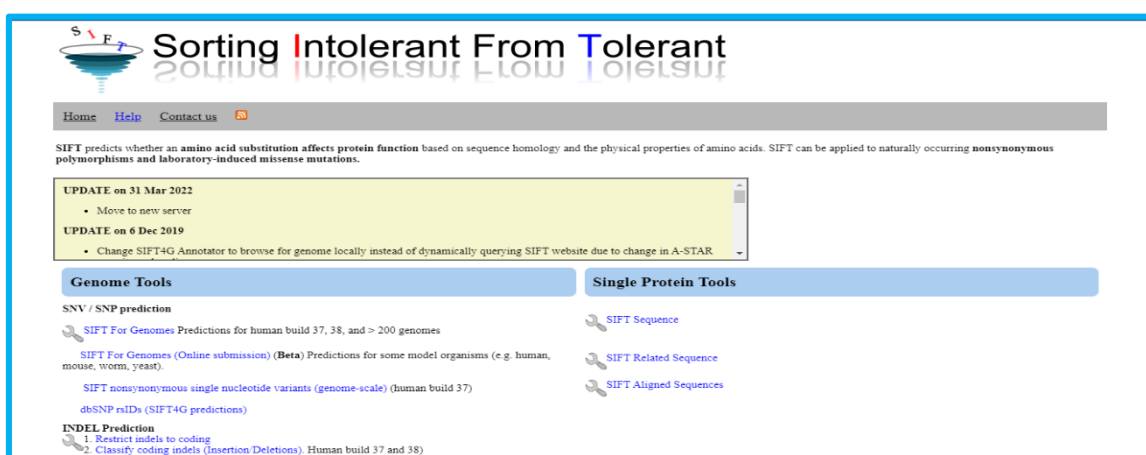 SIFT
Sorting Intolerant From Tolerant
Home Help Contact us
SIFT predicts whether an amino acid substitution affects protein function based on sequence homology and the physical properties of amino acids. SIFT can be applied to naturally occurring nonsynonymous
polymorphisms and laboratory-induced missense mutations.
UPDATE on 31 Mar 2022
• Move to new server
UPDATE on 6 Dec 2019
• Change SIFT4G Annotator to browse for genome locally instead of dynamically querying SIFT website due to change in A-STAR
Genome Tools
SNV / SNP prediction
SIFT For Genomes Predictions for human build 37, 38, and > 200 genomes
SIFT For Genomes (Online submission) (Beta) Predictions for some model organisms (e.g. human,
mouse, worm, yeast).
SIFT nonsynonymous single nucleotide variants (genome-scale) (human build 37)
dbSNP rsIDs (SIFT4G predictions)
INDEL Prediction
1. Restrict indels to coding
2. Classify coding indels (Insertion/Deletions). Human build 37 and 38)
Single Protein Tools
SIFT Sequence
SIFT Related Sequence
SIFT Aligned Sequences